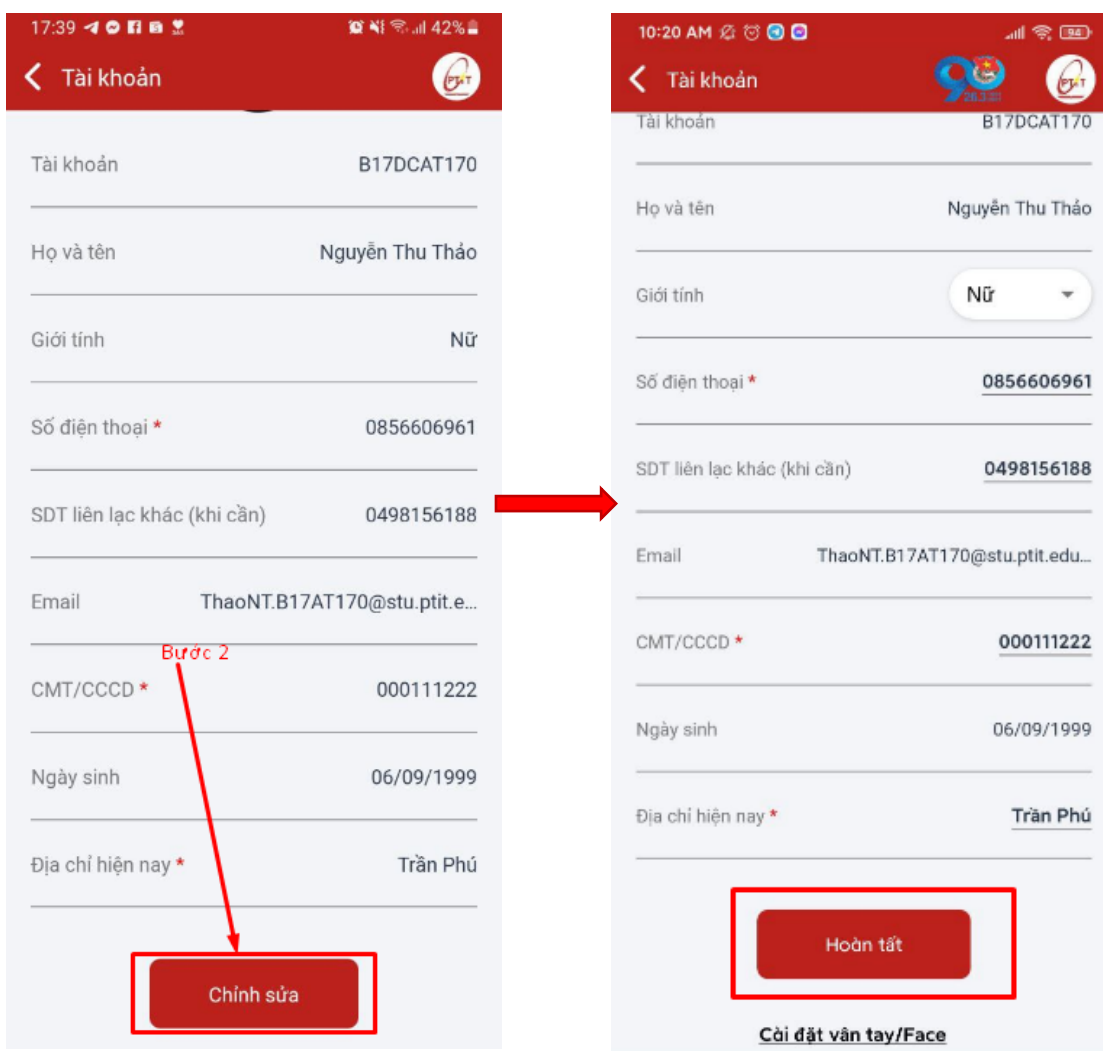 17:39 42%
Tài khoản
PTIT
Tài khoản B17DCAT170
Họ và tên Nguyễn Thu Thảo
Giới tính Nữ
Số điện thoại * 0856606961
SDT liên lạc khác (khi cần) 0498156188
Email ThaoNT.B17AT170@stu.ptit.e...
Bước 2
CMT/CCCD * 000111222
Ngày sinh 06/09/1999
Địa chỉ hiện nay * Trần Phú
Chỉnh sửa
10:20 AM 94
Tài khoản
90
PTIT
Tài khoản B17DCAT170
Họ và tên Nguyễn Thu Thảo
Giới tính Nữ
Số điện thoại * 0856606961
SDT liên lạc khác (khi cần) 0498156188
Email ThaoNT.B17AT170@stu.ptit.edu...
CMT/CCCD * 000111222
Ngày sinh 06/09/1999
Địa chỉ hiện nay * Trần Phú
Hoàn tất
Cài đặt vân tay/Face